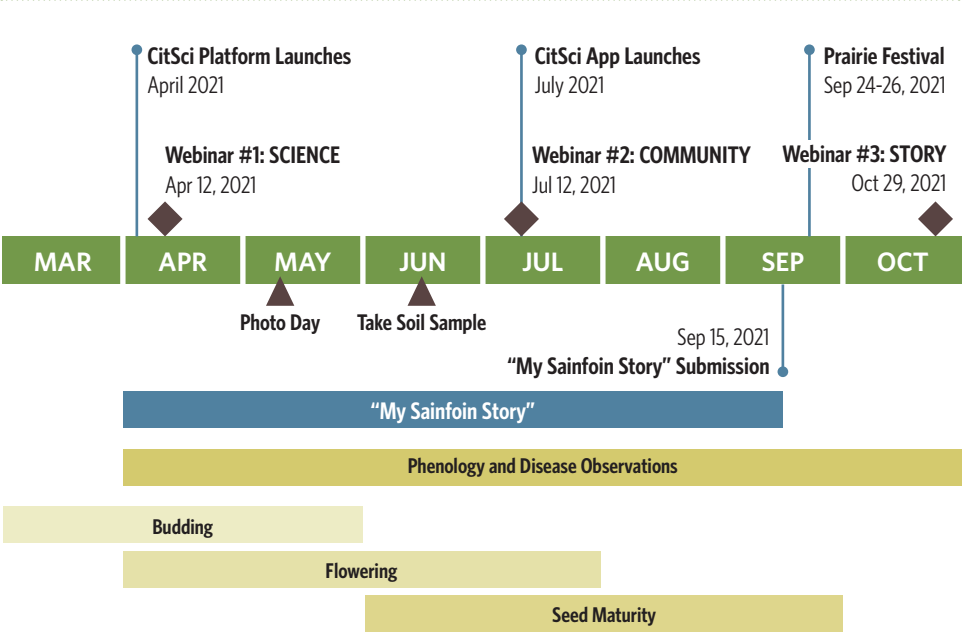 CitSci Platform Launches
April 2021
CitSci App Launches
July 2021
Prairie Festival
Sep 24-26, 2021
Webinar #1: SCIENCE
Apr 12, 2021
Webinar #2: COMMUNITY
Jul 12, 2021
Webinar #3: STORY
Oct 29, 2021
MAR APR MAY JUN JUL AUG SEP OCT
Photo Day
Take Soil Sample
Sep 15, 2021
“My Sainfoin Story” Submission
“My Sainfoin Story”
Phenology and Disease Observations
Budding
Flowering
Seed Maturity